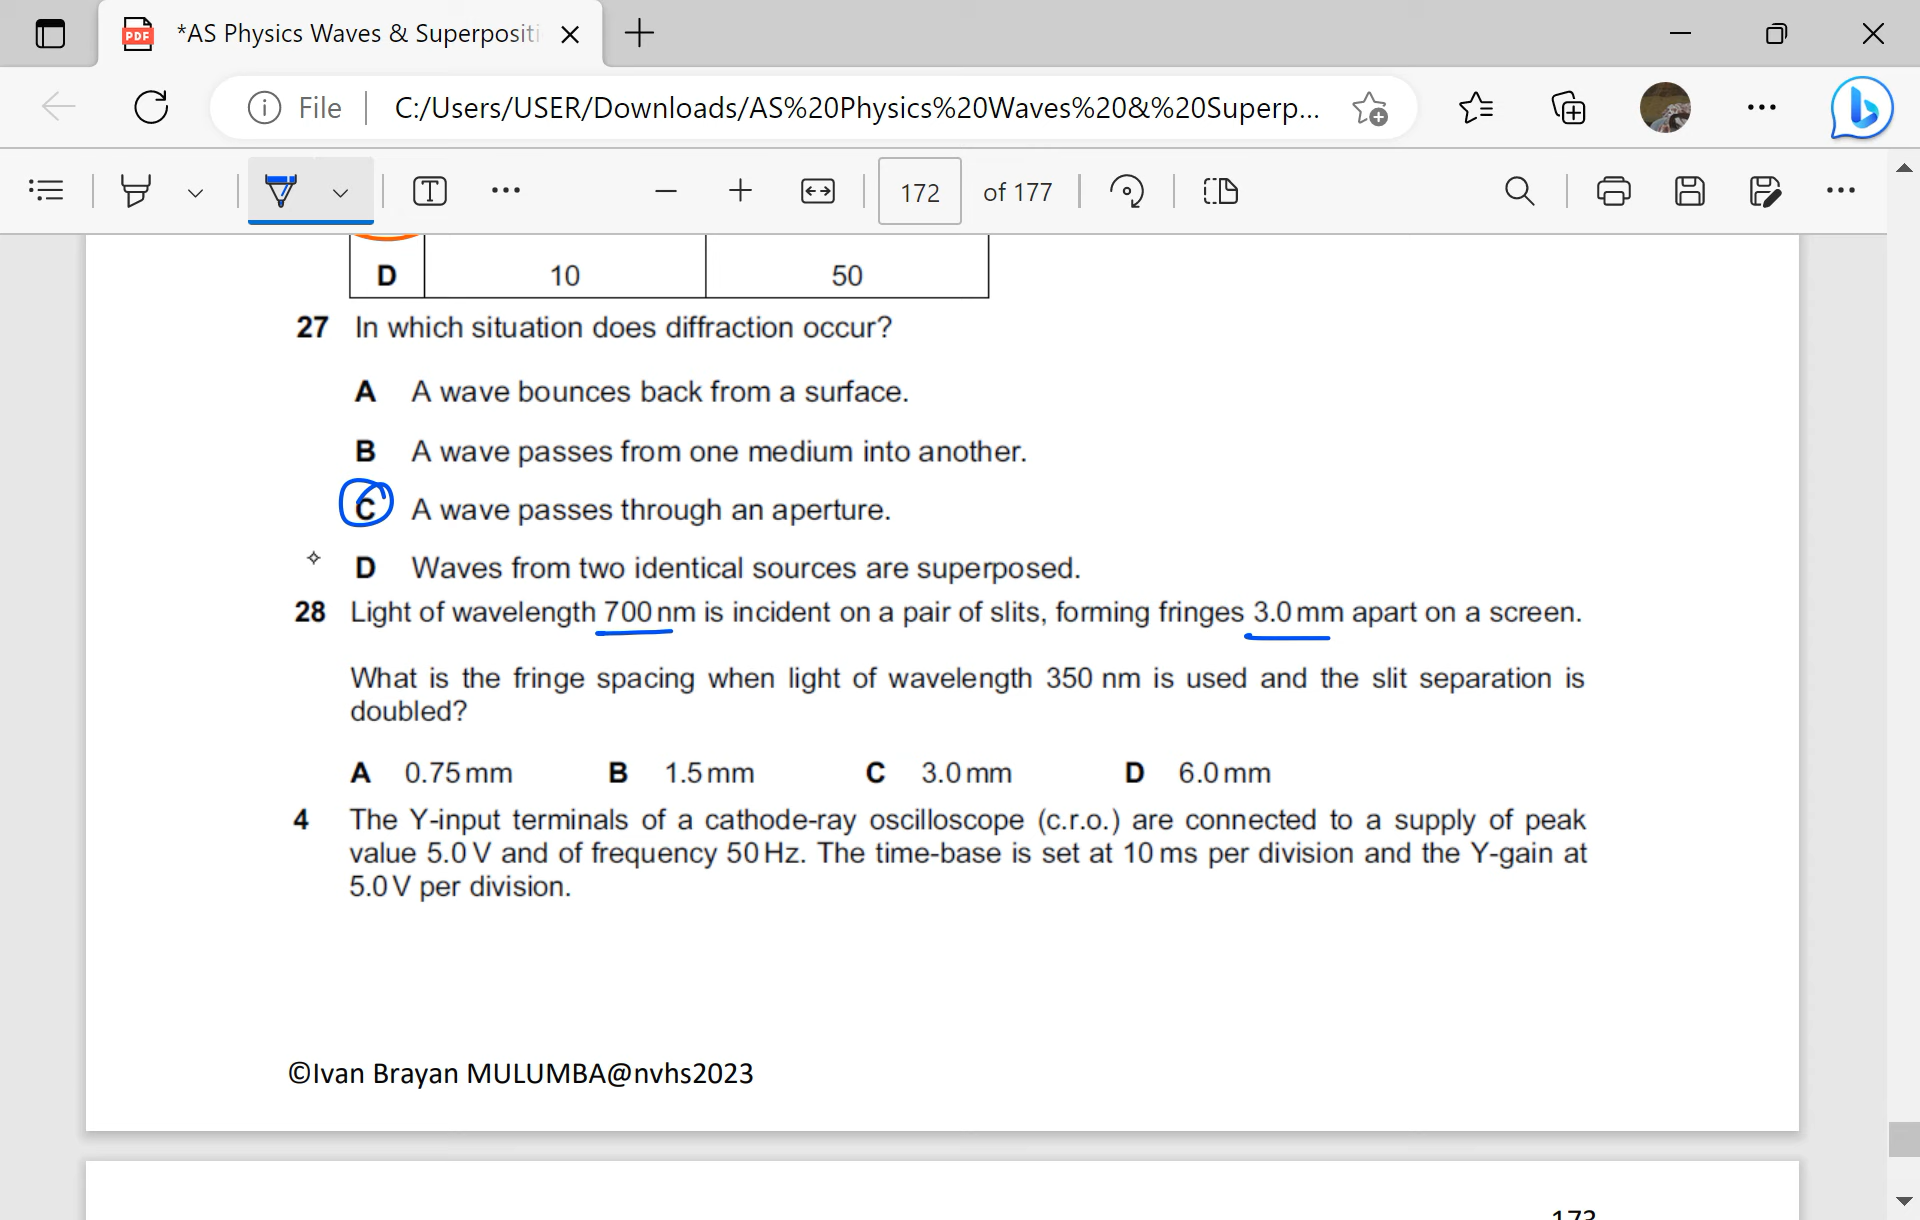 *AS Physics Waves & Superpositi
File
C:/Users/USER/Downloads/AS%20Physics%20Waves%20&%20Superp...
172 of 177
D 10 50
27 In which situation does diffraction occur?
A A wave bounces back from a surface.
B A wave passes from one medium into another.
C A wave passes through an aperture.
D Waves from two identical sources are superposed.
28 Light of wavelength 700 nm is incident on a pair of slits, forming fringes 3.0 mm apart on a screen.
What is the fringe spacing when light of wavelength 350 nm is used and the slit separation is
doubled?
A 0.75 mm B 1.5 mm C 3.0 mm D 6.0 mm
4 The Y-input terminals of a cathode-ray oscilloscope (c.r.o.) are connected to a supply of peak
value 5.0 V and of frequency 50 Hz. The time-base is set at 10 ms per division and the Y-gain at
5.0 V per division.
©Ivan Brayan MULUMBA@nvhs2023
173